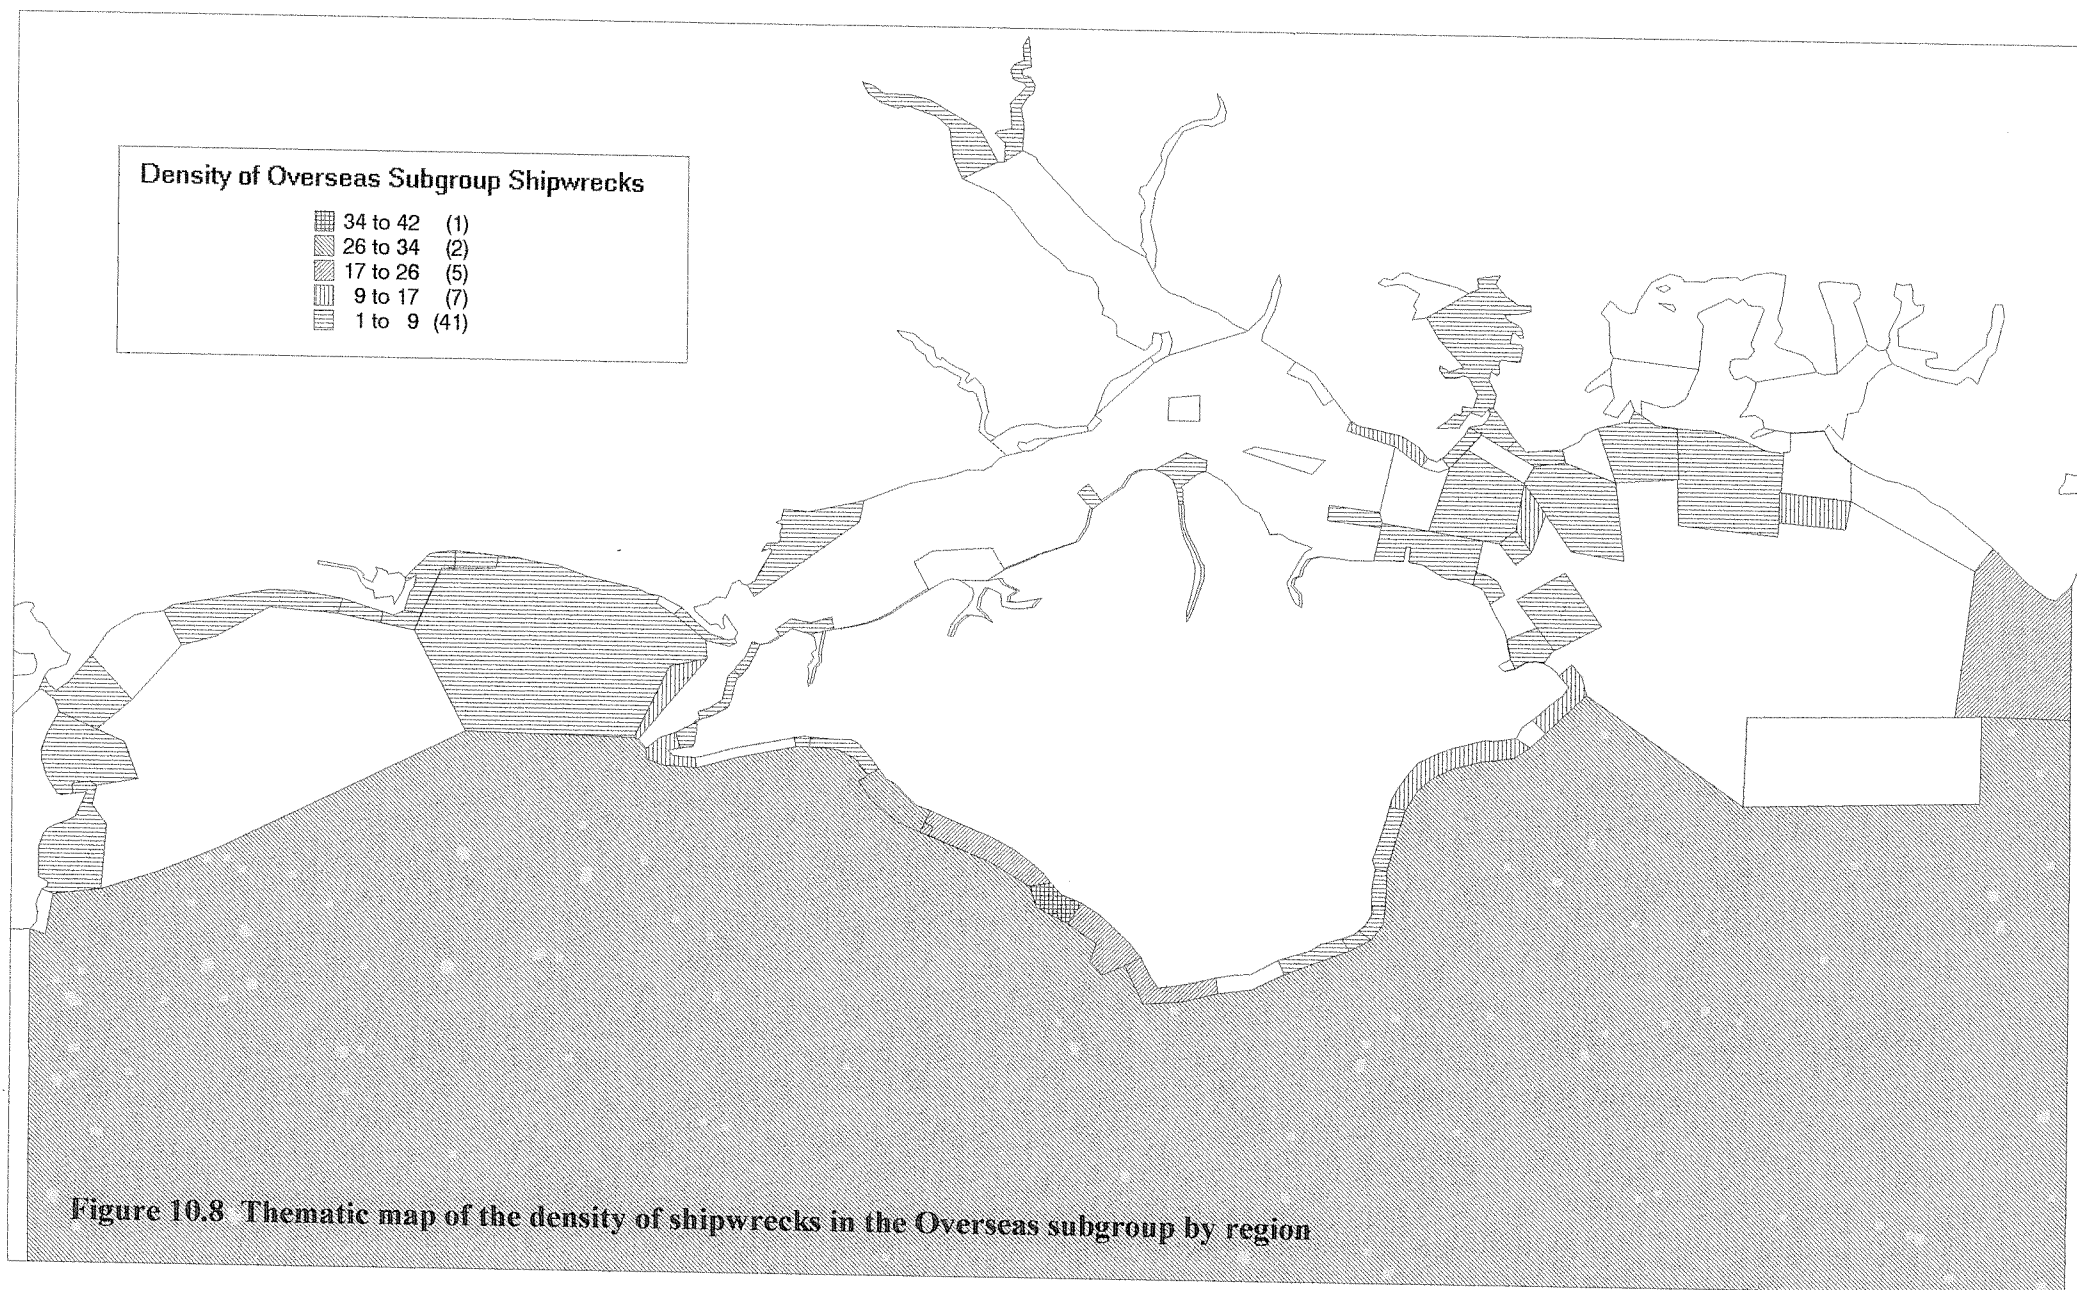 Density of Overseas Subgroup Shipwrecks
34 to 42 (1)
26 to 34 (2)
17 to 26 (5)
9 to 17 (7)
1 to 9 (41)
Figure 10.8 Thematic map of the density of shipwrecks in the Overseas subgroup by region